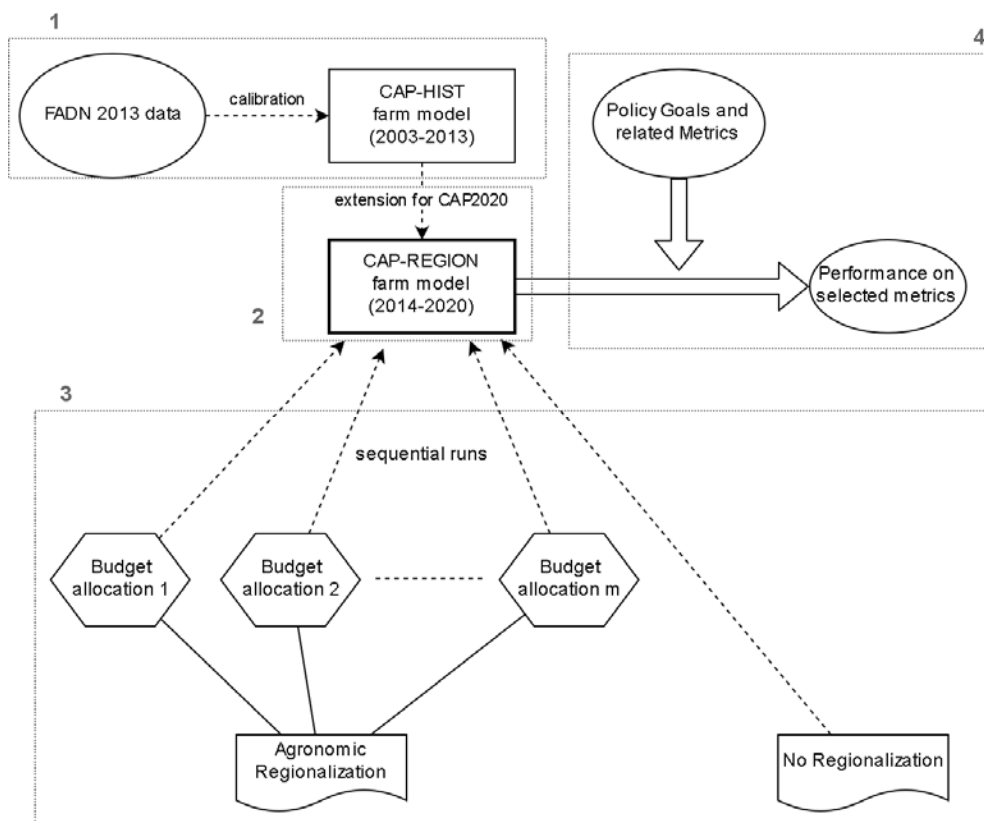 1
4
FADN 2013 data
calibration
CAP-HIST
farm model
(2003-2013)
Policy Goals and
related Metrics
extension for CAP2020
CAP-REGION
farm model
(2014-2020)
Performance on
selected metrics
2
3
sequential runs
Budget
allocation 1
Budget
allocation 2
Budget
allocation m
Agronomic
Regionalization
No Regionalization